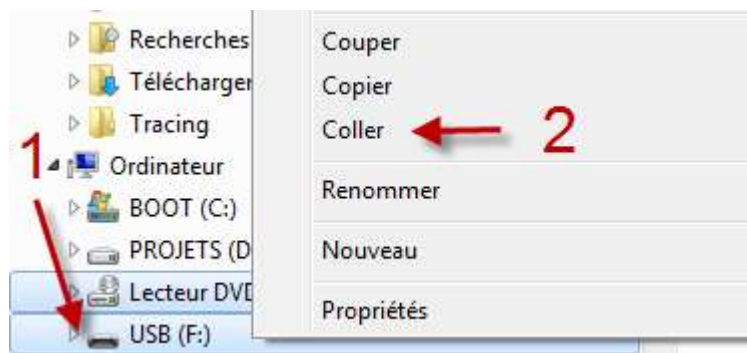 Recherches
Télécharger
Tracing
1
Ordinateur
BOOT (C:)
PROJETS (D
Lecteur DVD
USB (F:)
Couper
Copier
Coller
2
Renommer
Nouveau
Propriétés